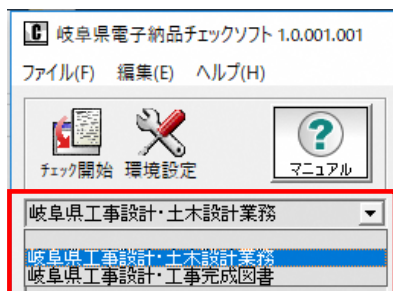 岐阜県電子納品チェックソフト 1.0.001.001
ファイル(F) 編集(E) ヘルプ(H)
チェック開始 環境設定 マニュアル
岐阜県工事設計・土木設計業務
岐阜県工事設計・土木設計業務
岐阜県工事設計・工事完成図書